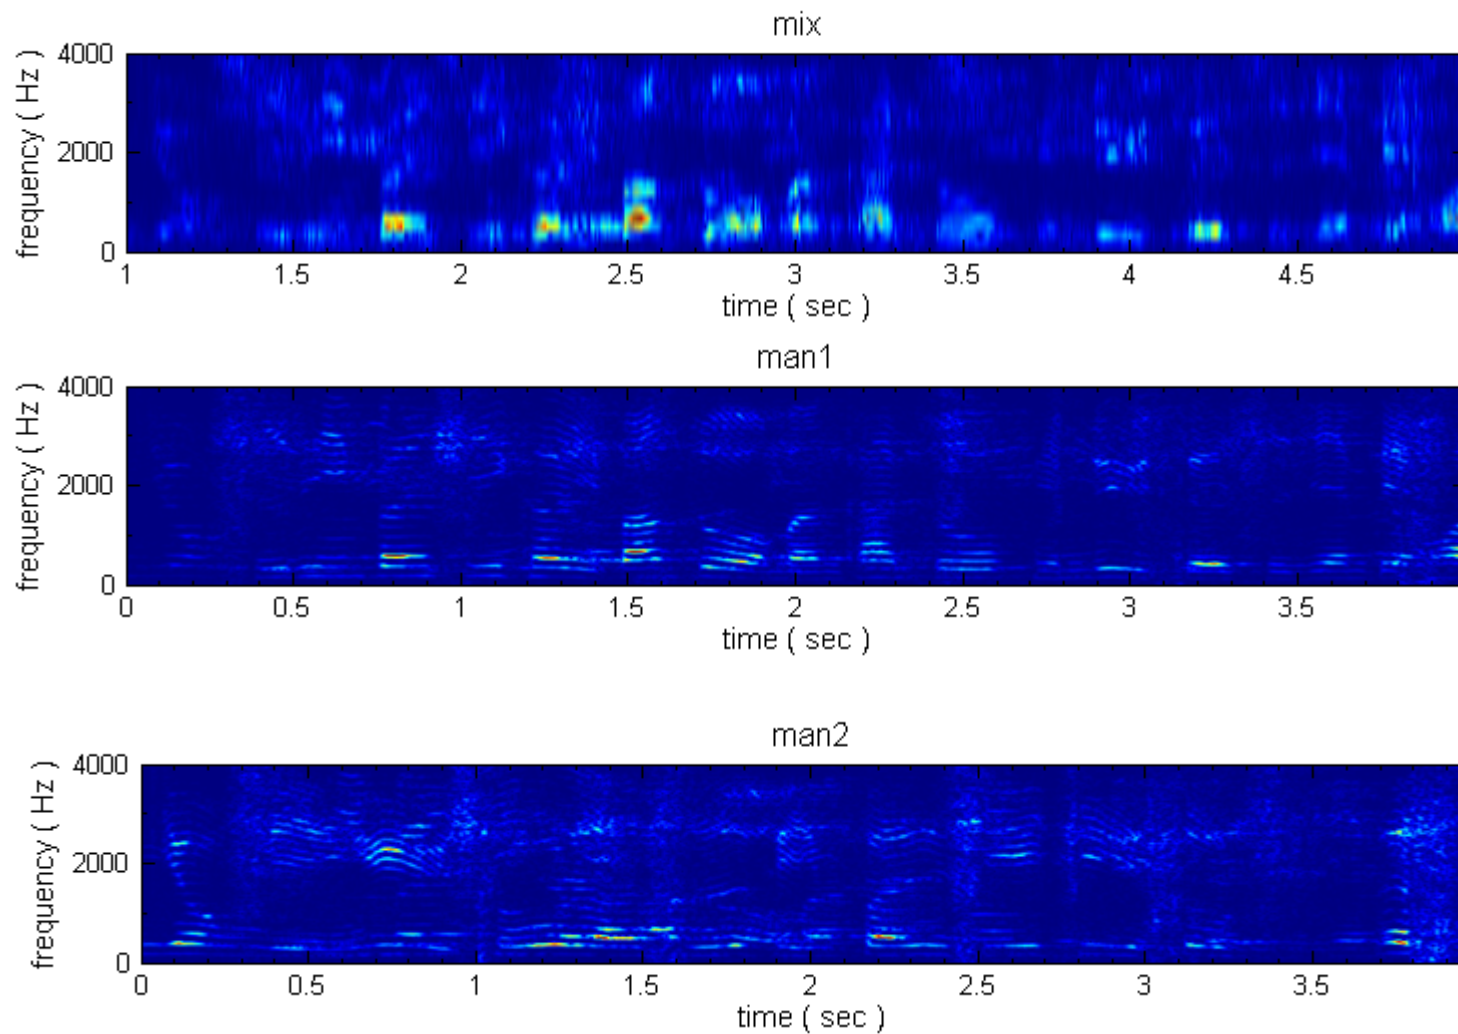 mix
frequency ( Hz )
4000
2000
0
1 1.5 2 2.5 3 3.5 4 4.5
time ( sec )
man1
frequency ( Hz )
4000
2000
0
0 0.5 1 1.5 2 2.5 3 3.5
time ( sec )
man2
frequency ( Hz )
4000
2000
0
0 0.5 1 1.5 2 2.5 3 3.5
time ( sec )